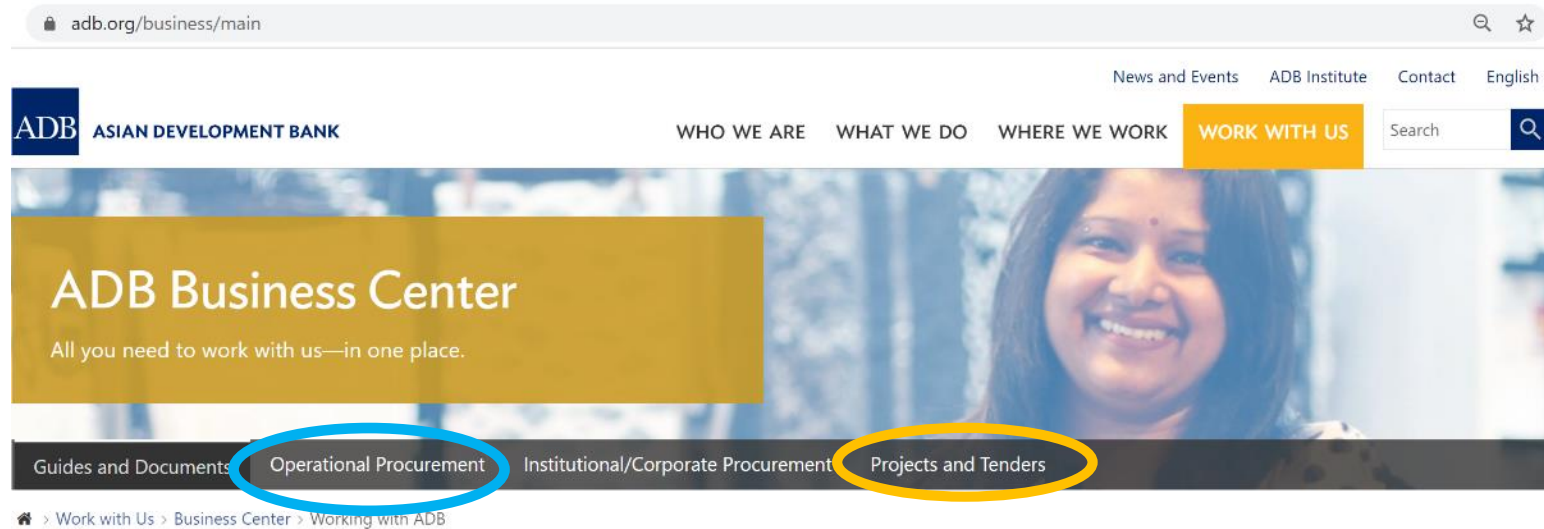 adb.org/business/main
News and Events ADB Institute Contact English
ADB ASIAN DEVELOPMENT BANK WHO WE ARE WHAT WE DO WHERE WE WORK WORK WITH US Search
ADB Business Center
All you need to work with us—in one place.
Guides and Documents Operational Procurement Institutional/Corporate Procurement Projects and Tenders
> Work with Us > Business Center > Working with ADB